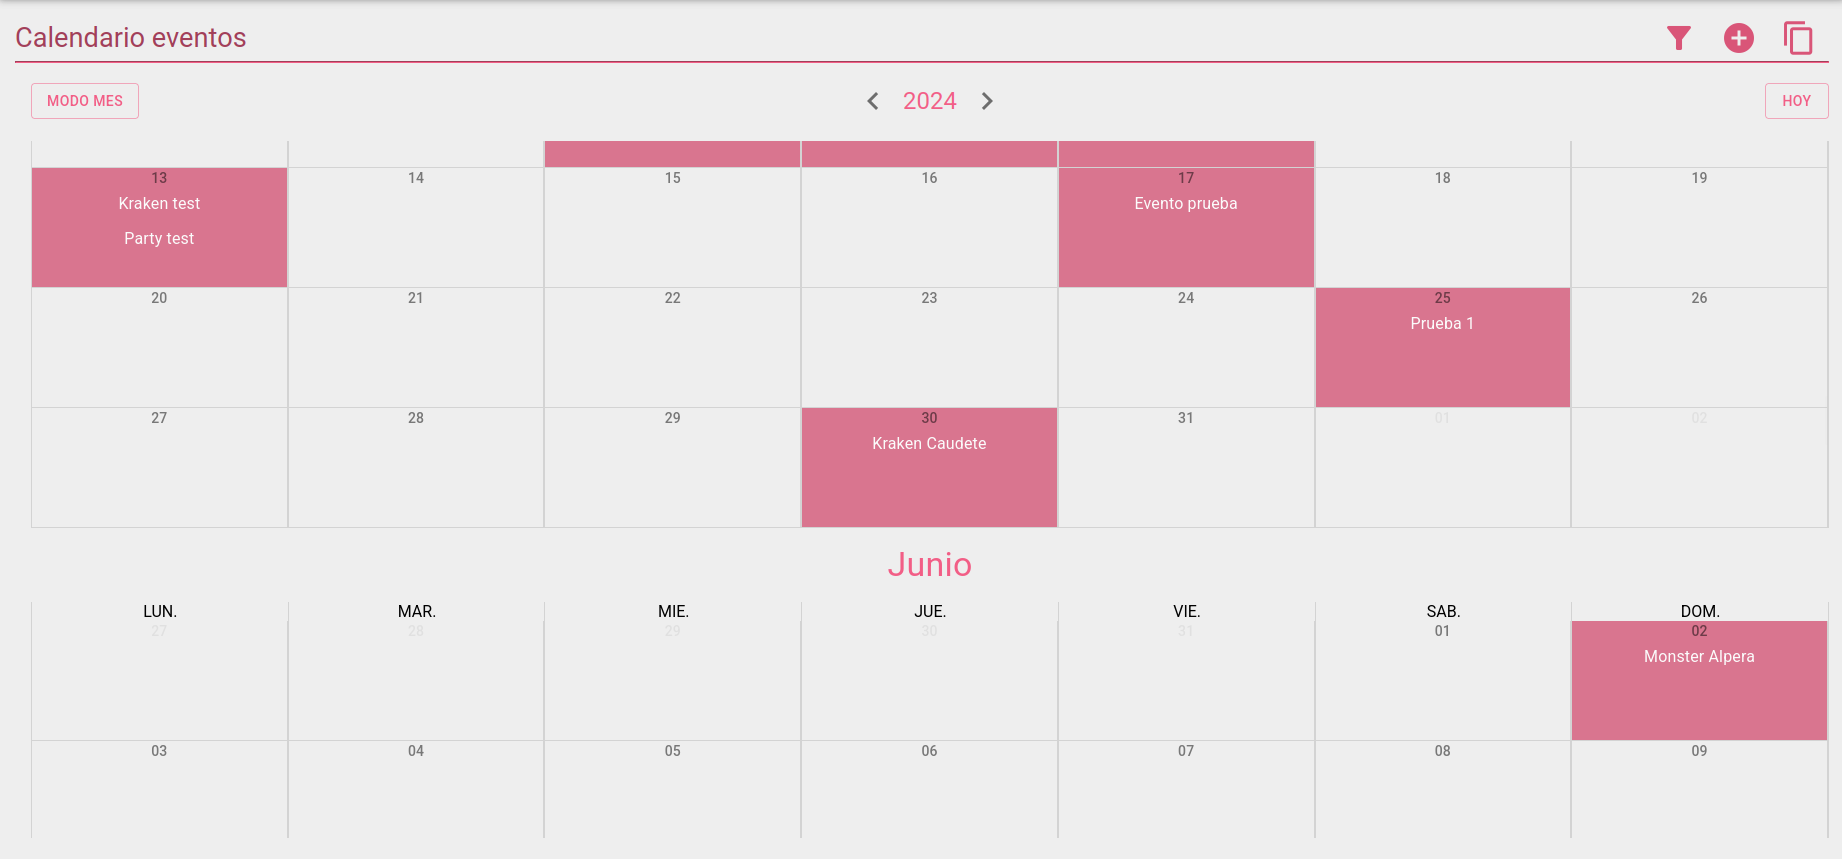 Calendario eventos
MODO MES
2024
HOY
13 14 15 16 17 18 19
Kraken test Evento prueba
Party test
20 21 22 23 24 25 26
Prueba 1
27 28 29 30 31 01 02
Kraken Caudete
Junio
LUN. MAR. MIE. JUE. VIE. SAB. DOM.
27 28 29 30 31 01 02
Monster Alpera
03 04 05 06 07 08 09